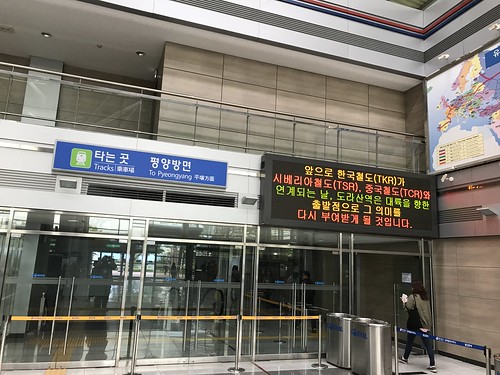 타는 곳 평양방면
Tracks 乘車場 To Pyeongyang 平壤方面
앞으로 한국철도(TKR)가
시베리아철도(TSR), 중국철도(TCR)와
연계되는 날, 도라산역은 대륙을 향한
출발점으로 그 의미를
다시 부여받게 될 것입니다.
유